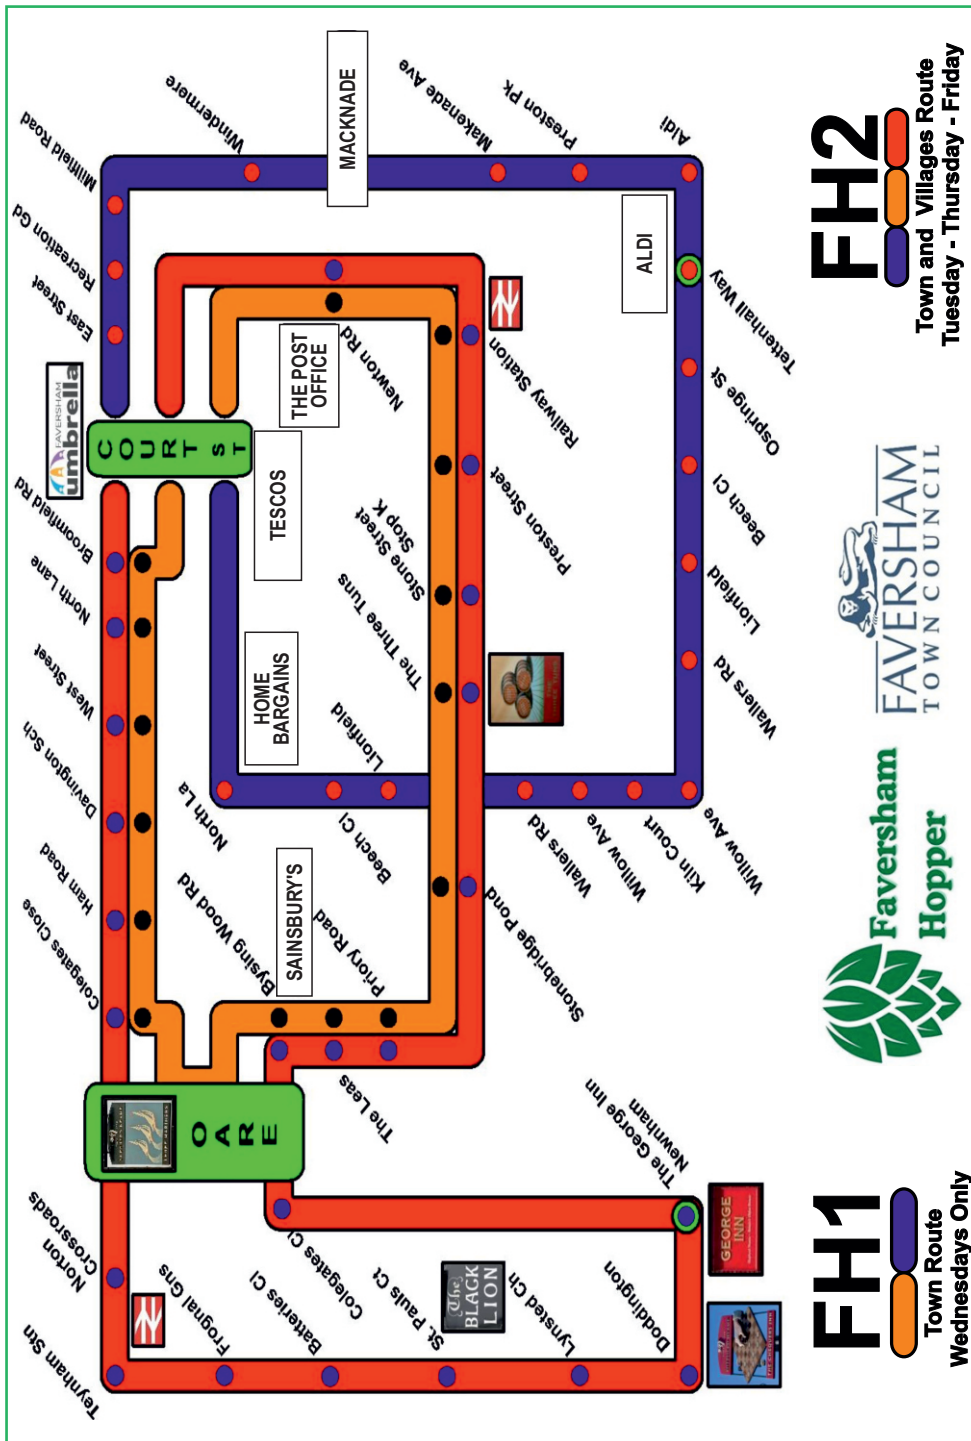 Teynham Stn
Norton
Crossroads
Colegates Close
Ham Road
Davington Sch
West Street
North Lane
Broomfield Rd
FAVERSHAM
umbrella
COURT ST
East Street
Recreation Gd
Millfield Road
Windermere
MACKNADE
Makenade Ave
Preston Pk
Aldi
ALDI
Tettenhall Way
Ospringe St
Beech Cl
Lionfield
Wallers Rd
Willow Ave
Kiln Court
Willow Ave
Wallers Rd
Lionfield
Beech Cl
North La
HOME
BARGAINS
TESCOS
THE POST
OFFICE
Newton Rd
Railway Station
Preston Street
Stone Street
Stop K
The Three Tuns
Stonebridge Pond
SAINSBURY'S
Bysing Wood Rd
Priory Road
The Leas
OARE
Colegates Cl
The George Inn
Newnham
GEORGE
INN
Doddington
Lynsted Ch
The
BLACK
LION
St. Pauls Ct
Batteries Cl
Frognal Gns
FH1
Town Route
Wednesdays Only
Faversham
Hopper
FAVERSHAM
TOWN COUNCIL
FH2
Town and Villages Route
Tuesday - Thursday - Friday